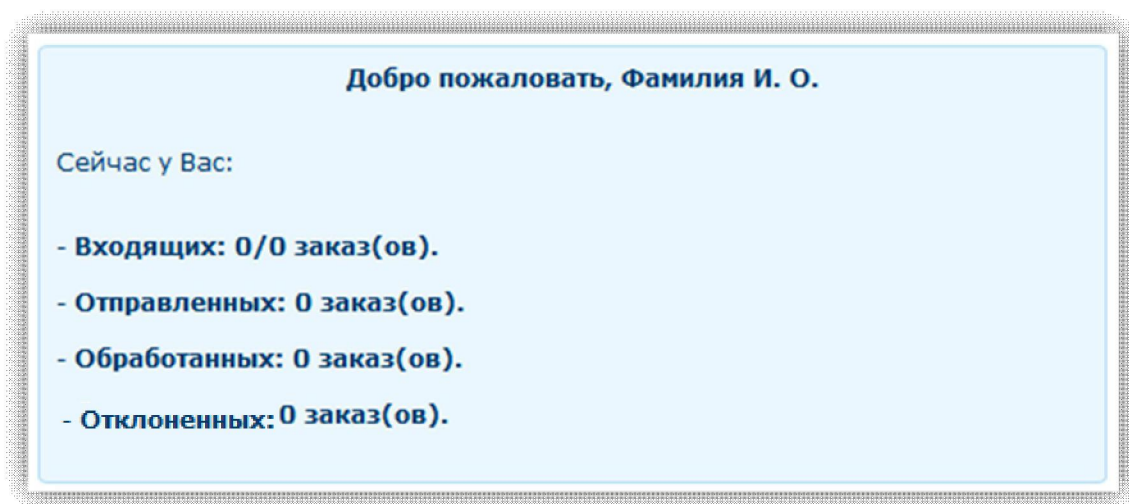 Добро пожаловать, Фамилия И. О.
Сейчас у Вас:
- Входящих: 0/0 заказ(ов).
- Отправленных: 0 заказ(ов).
- Обработанных: 0 заказ(ов).
- Отклоненных: 0 заказ(ов).